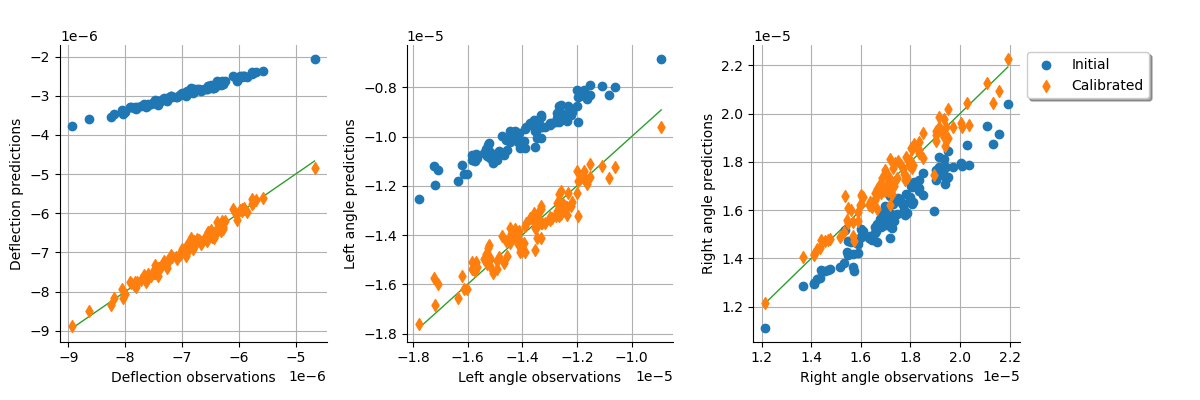 1e−6
−2
−3
−4
−5
−6
−7
−8
−9
Deflection predictions
−9
−8
−7
−6
−5
Deflection observations
1e−6
1e−5
−0.8
−1.0
−1.2
−1.4
−1.6
−1.8
Left angle predictions
−1.8
−1.6
−1.4
−1.2
−1.0
Left angle observations
1e−5
1e−5
2.2
2.0
1.8
1.6
1.4
1.2
Right angle predictions
1.2
1.4
1.6
1.8
2.0
2.2
Right angle observations
1e−5
Initial
Calibrated